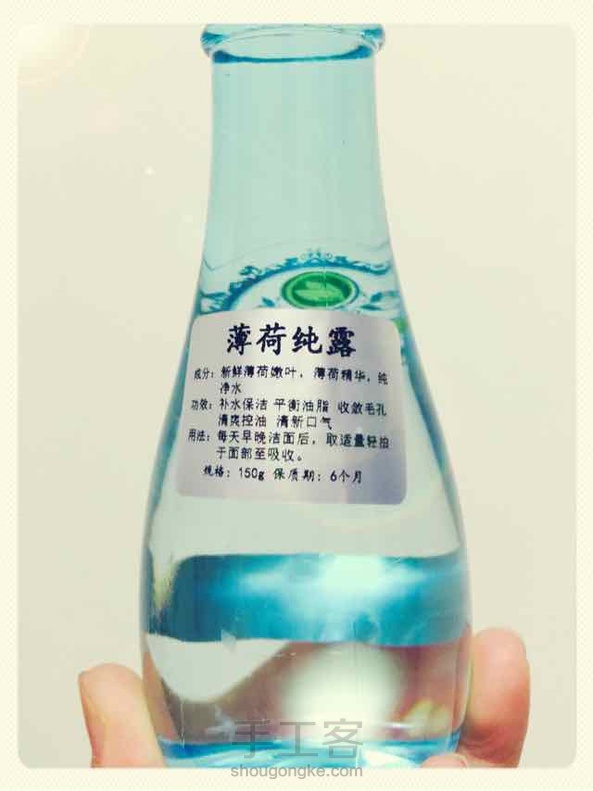 薄荷纯露
成分：新鲜薄荷嫩叶，薄荷精华，纯
净水
功效：补水保洁 平衡油脂 收敛毛孔
清爽控油 清新口气
用法：每天早晚洁面后，取适量轻拍
于面部至吸收。
规格：150g 保质期：6个月
手工客
shougongke.com